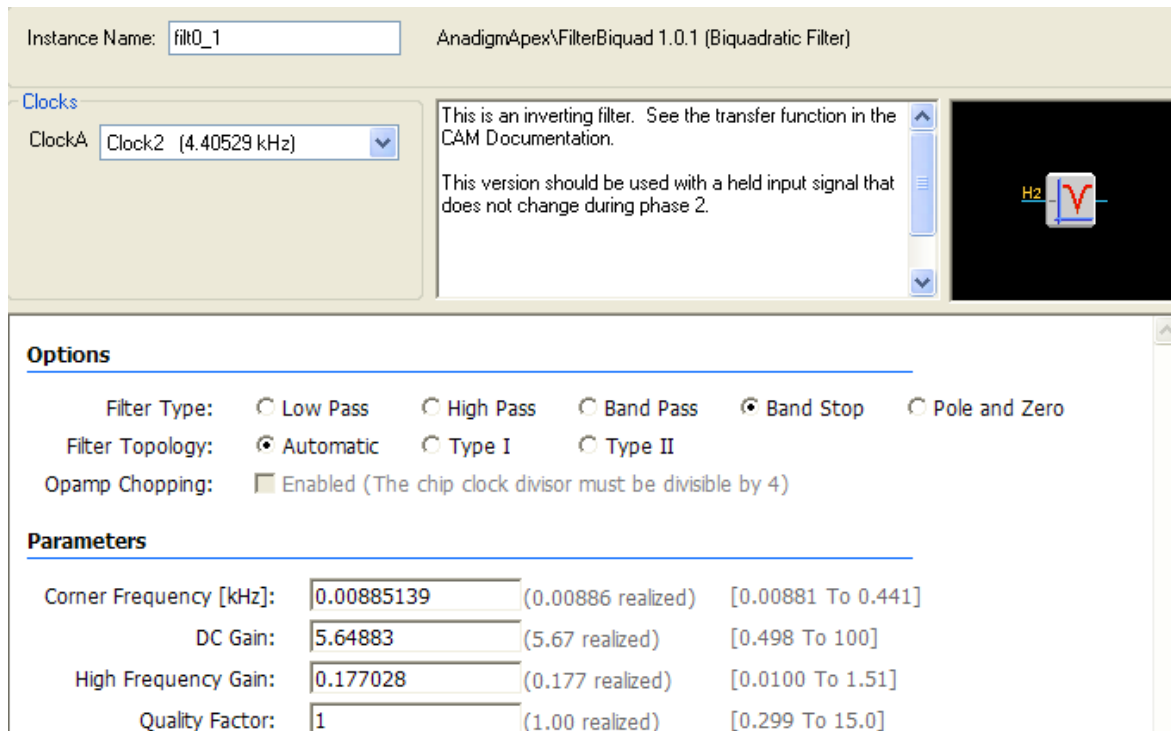 Instance Name: filt0_1 AnadigmApex\FilterBiquad 1.0.1 (Biquadratic Filter)
Clocks
ClockA Clock2 (4.40529 kHz)
This is an inverting filter. See the transfer function in the
CAM Documentation.
This version should be used with a held input signal that
does not change during phase 2.
H2
Options
Filter Type: Low Pass High Pass Band Pass Band Stop Pole and Zero
Filter Topology: Automatic Type I Type II
Opamp Chopping: Enabled (The chip clock divisor must be divisible by 4)
Parameters
Corner Frequency [kHz]: 0.00885139 (0.00886 realized) [0.00881 To 0.441]
DC Gain: 5.64883 (5.67 realized) [0.498 To 100]
High Frequency Gain: 0.177028 (0.177 realized) [0.0100 To 1.51]
Quality Factor: 1 (1.00 realized) [0.299 To 15.0]